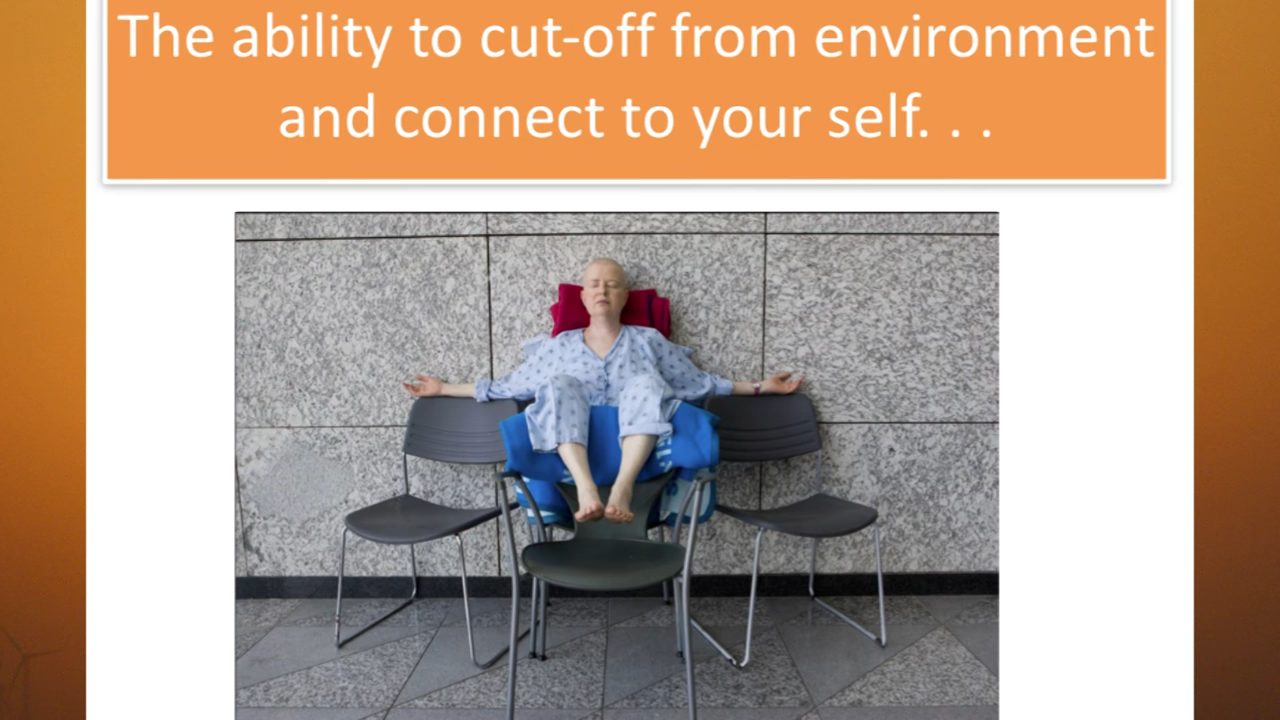 The ability to cut-off from environment
and connect to your self. . .